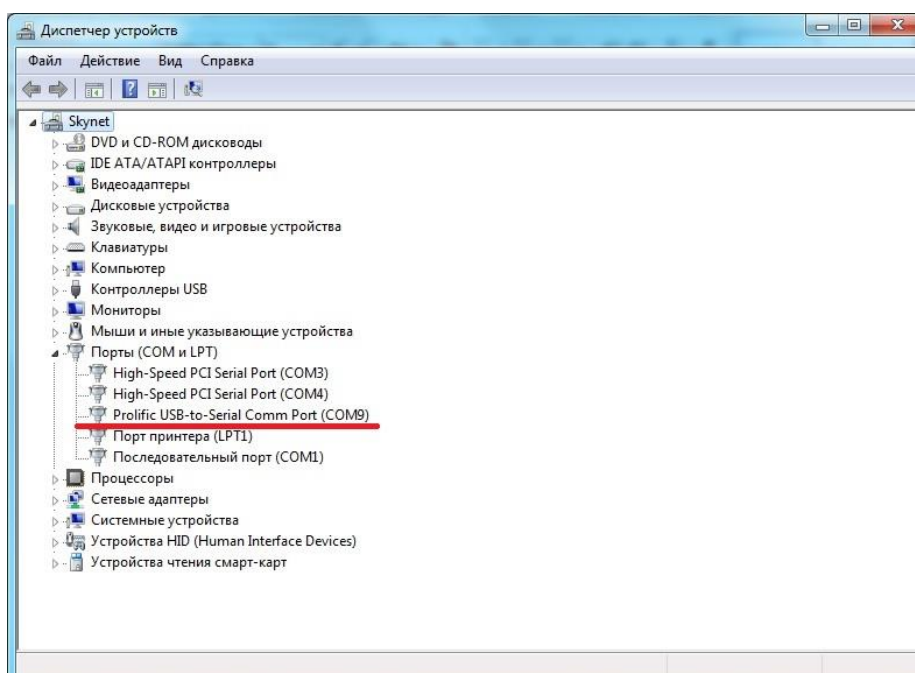 Диспетчер устройств
Файл Действие Вид Справка
Skynet
DVD и CD-ROM дисководы
IDE ATA/ATAPI контроллеры
Видеоадаптеры
Дисковые устройства
Звуковые, видео и игровые устройства
Клавиатуры
Компьютер
Контроллеры USB
Мониторы
Мыши и иные указывающие устройства
Порты (COM и LPT)
High-Speed PCI Serial Port (COM3)
High-Speed PCI Serial Port (COM4)
Prolific USB-to-Serial Comm Port (COM9)
Порт принтера (LPT1)
Последовательный порт (COM1)
Процессоры
Сетевые адаптеры
Системные устройства
Устройства HID (Human Interface Devices)
Устройства чтения смарт-карт